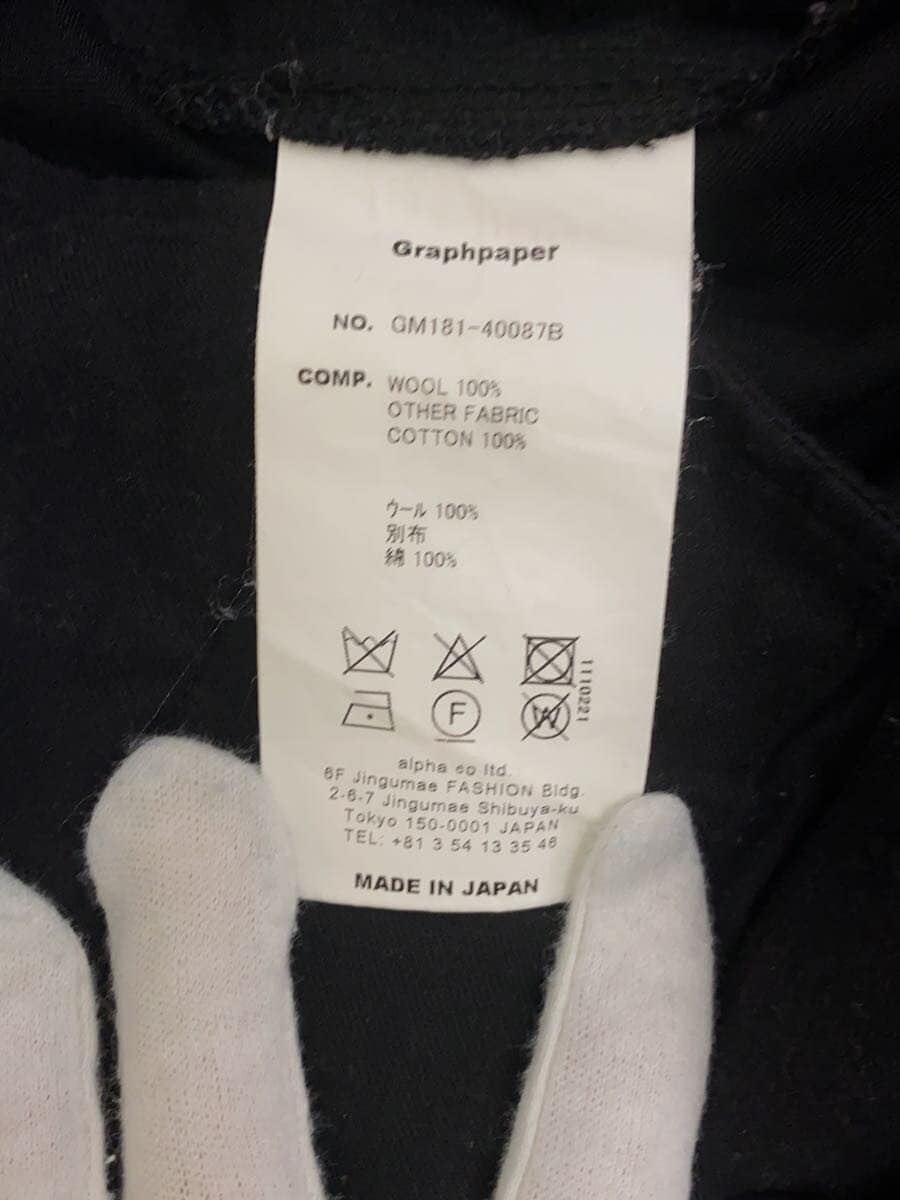 Graphpaper
NO. GM181-40087B
COMP. WOOL 100%
OTHER FABRIC
COTTON 100%
ウール 100%
別布
綿 100%
1110221
F
W
alpha co ltd.
6F Jingumae FASHION Bldg.
2-6-7 Jingumae Shibuya-ku
Tokyo 150-0001 JAPAN
TEL: +81 3 54 13 35 46
MADE IN JAPAN